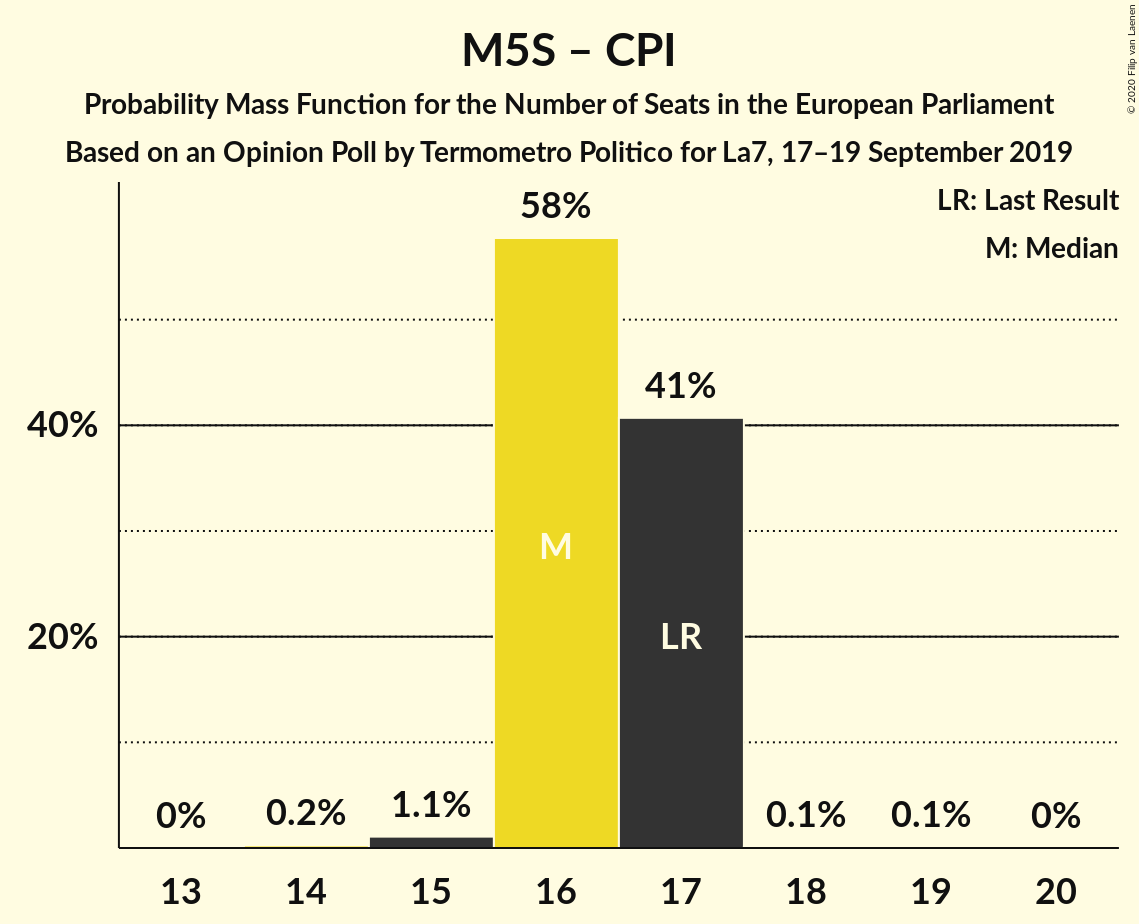 M5S – CPI
Probability Mass Function for the Number of Seats in the European Parliament
Based on an Opinion Poll by Termometro Politico for La7, 17–19 September 2019
© 2020 Filip van Laenen
LR: Last Result
M: Median
58%
41%
40%
M
LR
20%
0%
0.2%
1.1%
0.1%
0.1%
0%
13 14 15 16 17 18 19 20